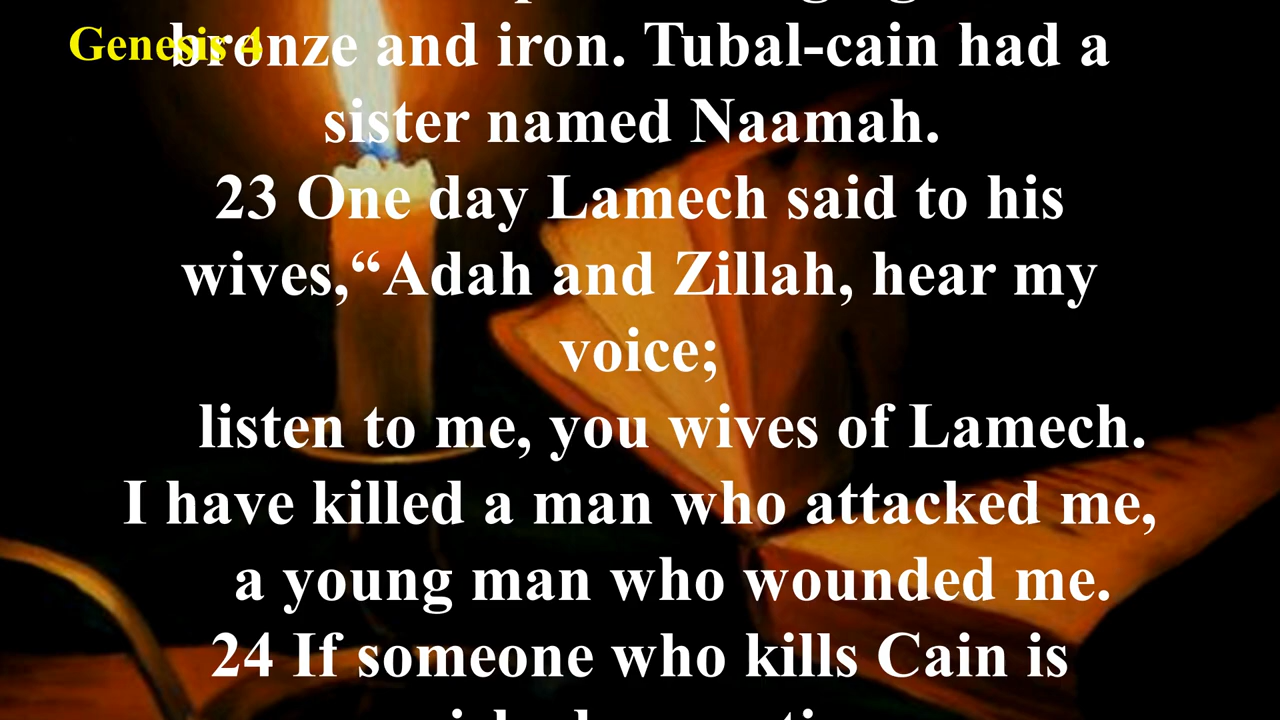 Genesis 4
bronze and iron. Tubal-cain had a
sister named Naamah.
23 One day Lamech said to his
wives,“Adah and Zillah, hear my
voice;
listen to me, you wives of Lamech.
I have killed a man who attacked me,
a young man who wounded me.
24 If someone who kills Cain is